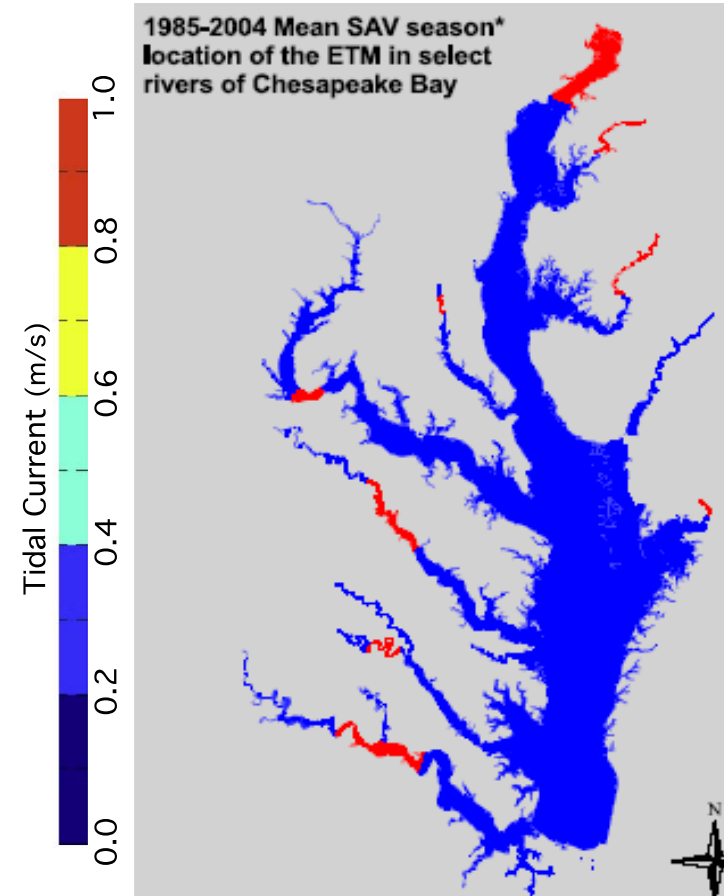 1985-2004 Mean SAV season*
location of the ETM in select
rivers of Chesapeake Bay
Tidal Current (m/s)
1.0
0.8
0.6
0.4
0.2
0.0
N